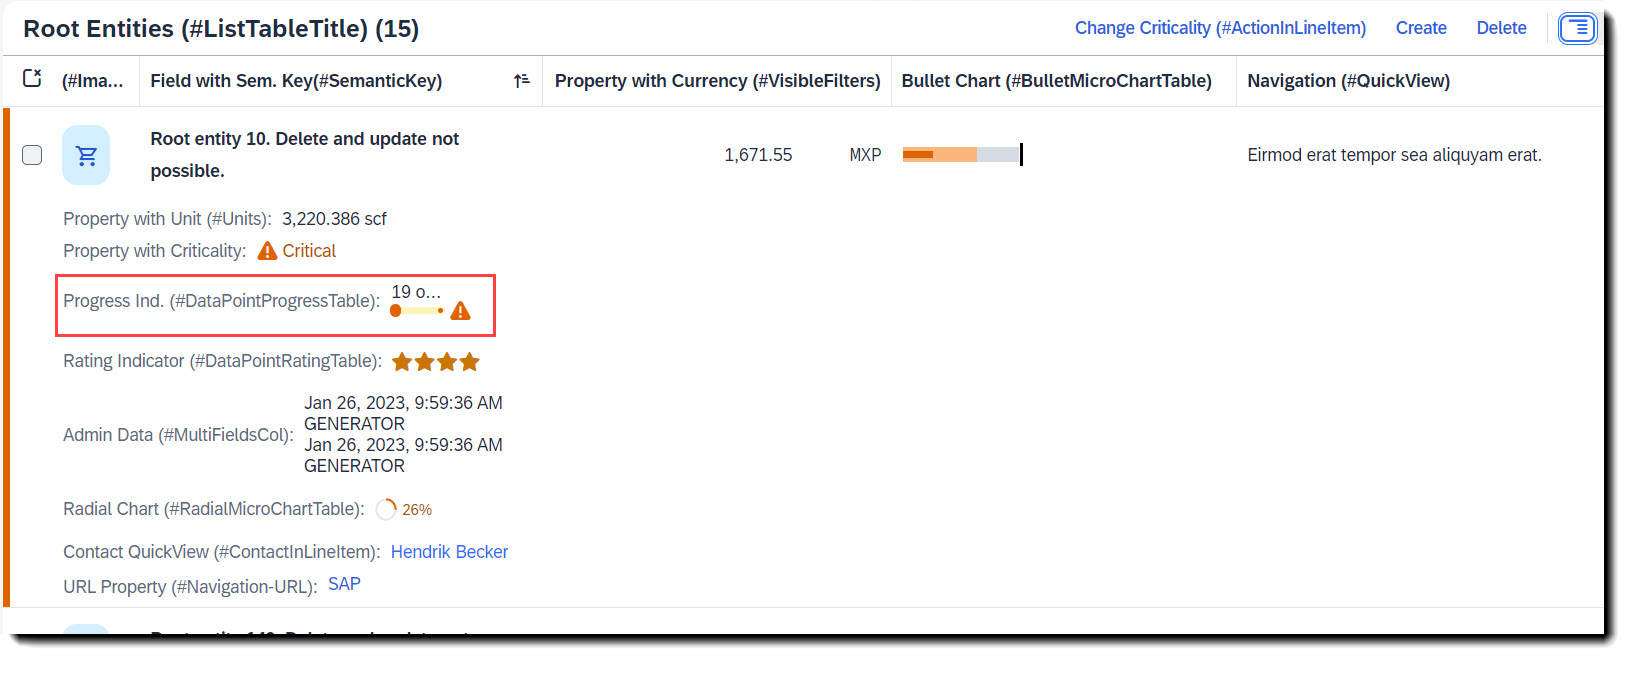 Root Entities (#ListTableTitle) (15)
Change Criticality (#ActionInLineItem) Create Delete
(#Ima... Field with Sem. Key(#SemanticKey) Property with Currency (#VisibleFilters) Bullet Chart (#BulletMicroChartTable) Navigation (#QuickView)
Root entity 10. Delete and update not
possible.
1,671.55 MXP
Eirmod erat tempor sea aliquyam erat.
Property with Unit (#Units): 3,220.386 scf
Property with Criticality: Critical
Progress Ind. (#DataPointProgressTable): 19 o...
Rating Indicator (#DataPointRatingTable):
Admin Data (#MultiFieldsCol):
Jan 26, 2023, 9:59:36 AM
GENERATOR
Jan 26, 2023, 9:59:36 AM
GENERATOR
Radial Chart (#RadialMicroChartTable): 26%
Contact QuickView (#ContactInLineItem): Hendrik Becker
URL Property (#Navigation-URL): SAP